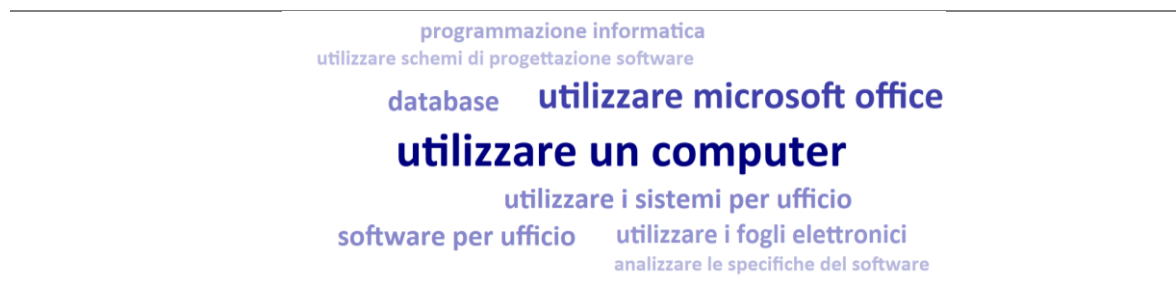 programmazione informatica
utilizzare schemi di progettazione software
database utilizzare microsoft office
utilizzare un computer
utilizzare i sistemi per ufficio
software per ufficio utilizzare i fogli elettronici
analizzare le specifiche del software